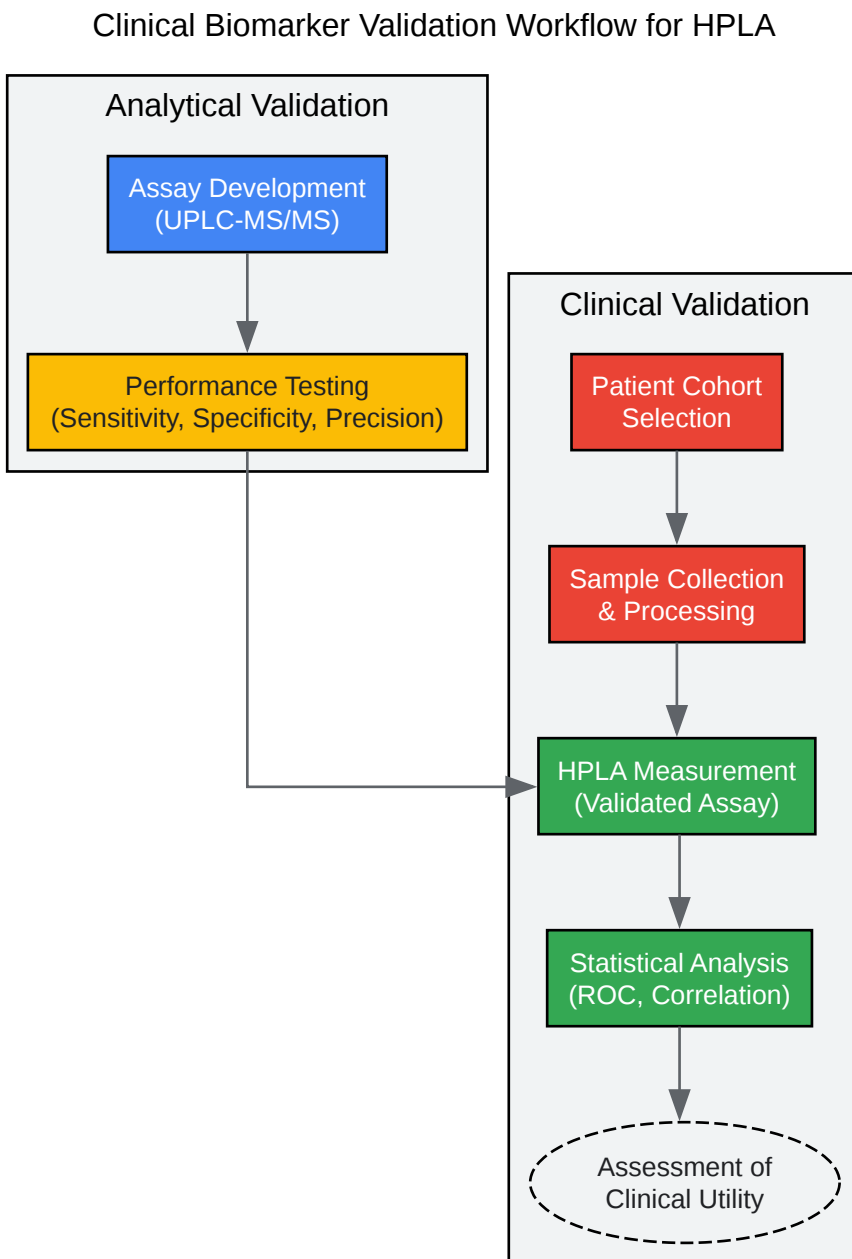 Clinical Biomarker Validation Workflow for HPLA
Analytical Validation
Assay Development
(UPLC-MS/MS)
Performance Testing
(Sensitivity, Specificity, Precision)
Clinical Validation
Patient Cohort
Selection
Sample Collection
& Processing
HPLA Measurement
(Validated Assay)
Statistical Analysis
(ROC, Correlation)
Assessment of
Clinical Utility